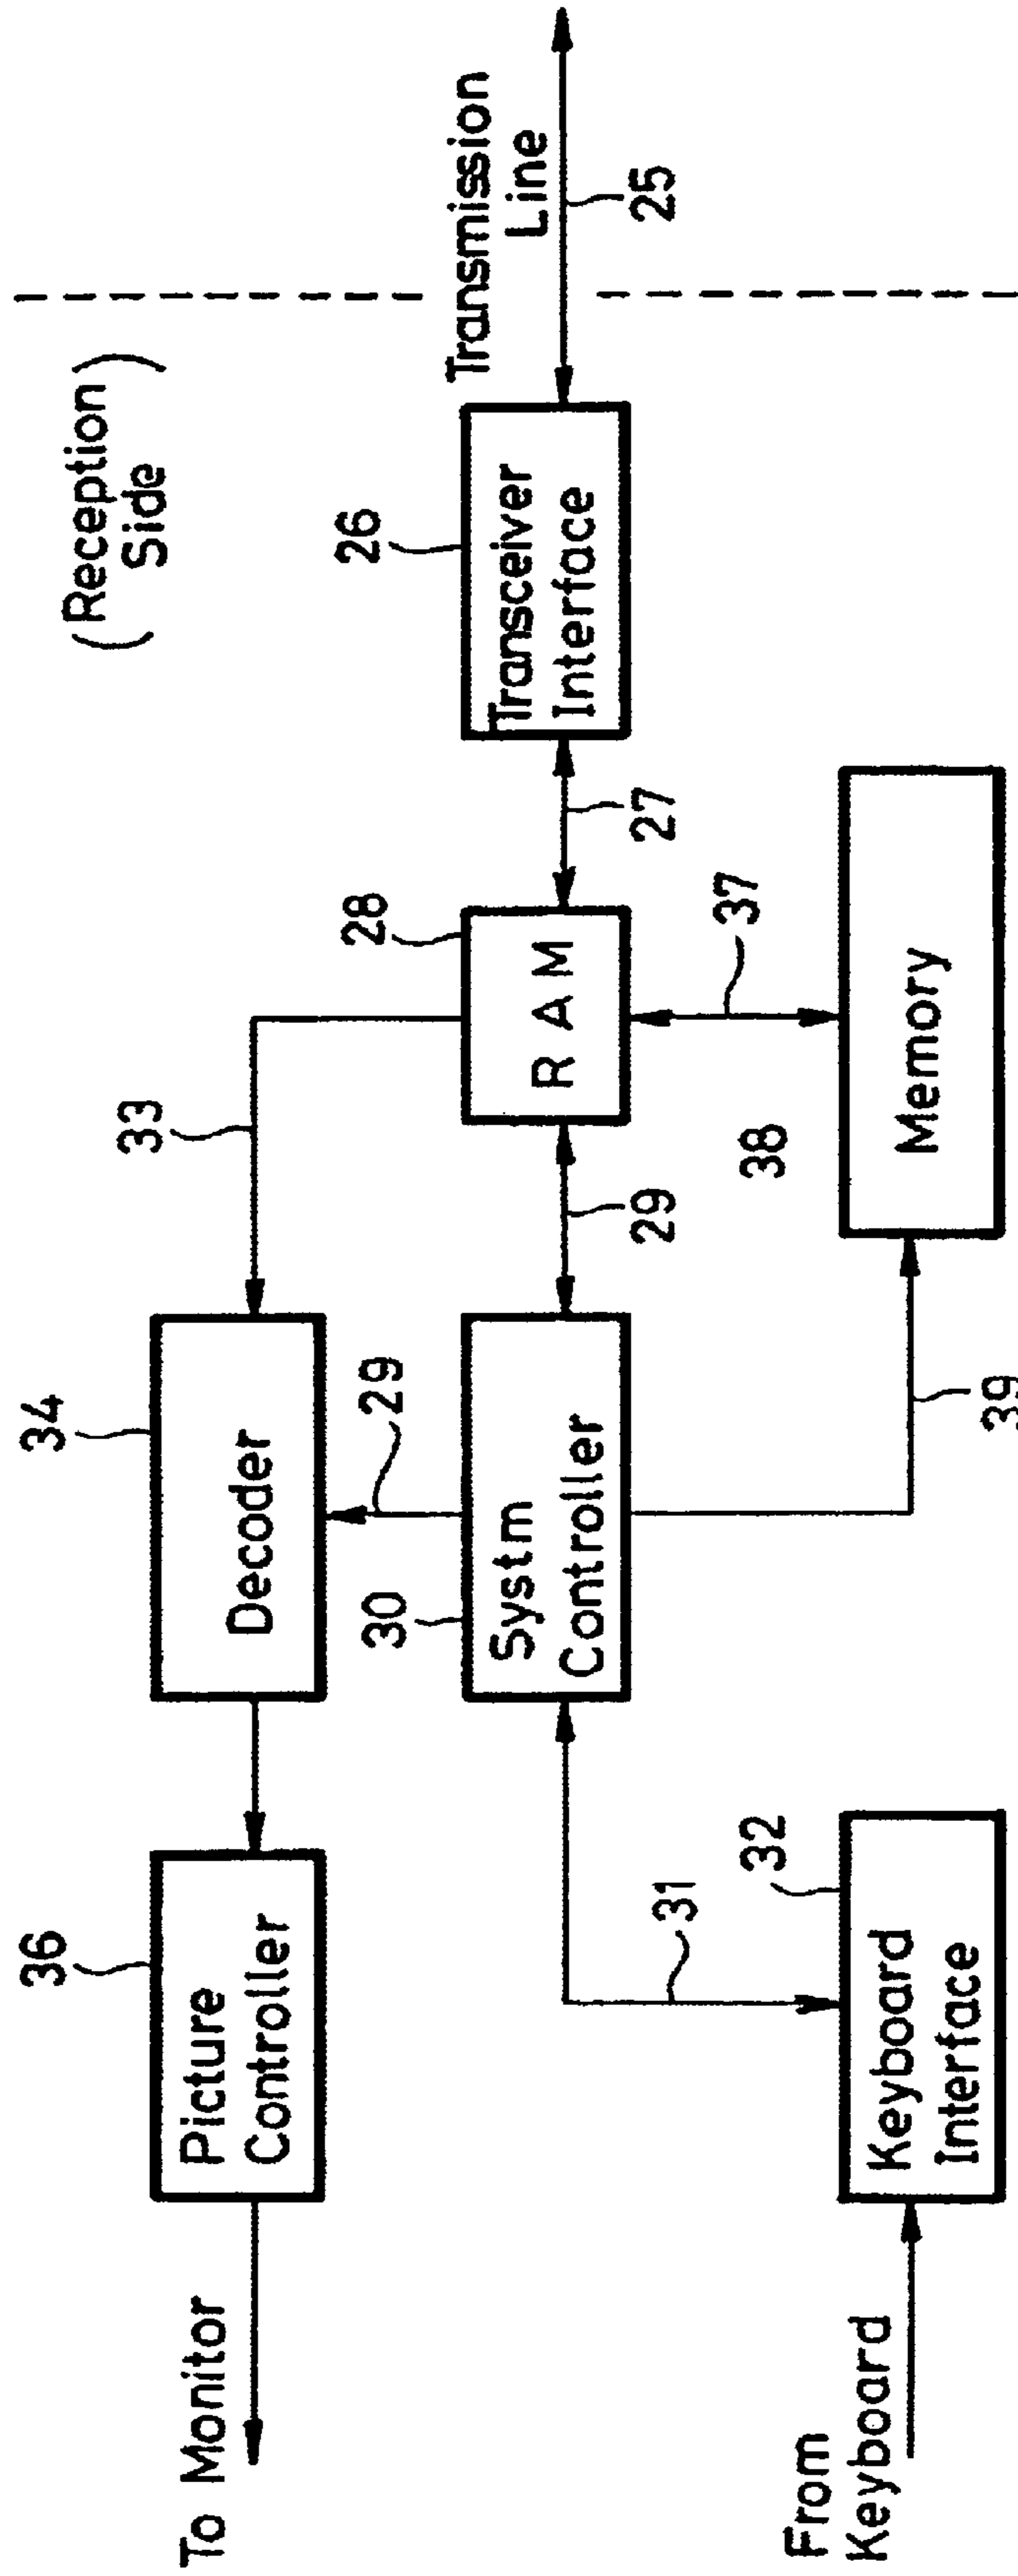 (Reception
Side)
36
34
33
To Monitor
Picture
Controller
Decoder
29
30
28
26
Transmission
Line
Systm
Controller
R A M
Transceiver
Interface
29
27
25
31
32
38
37
From
Keyboard
Keyboard
Interface
Memory
39